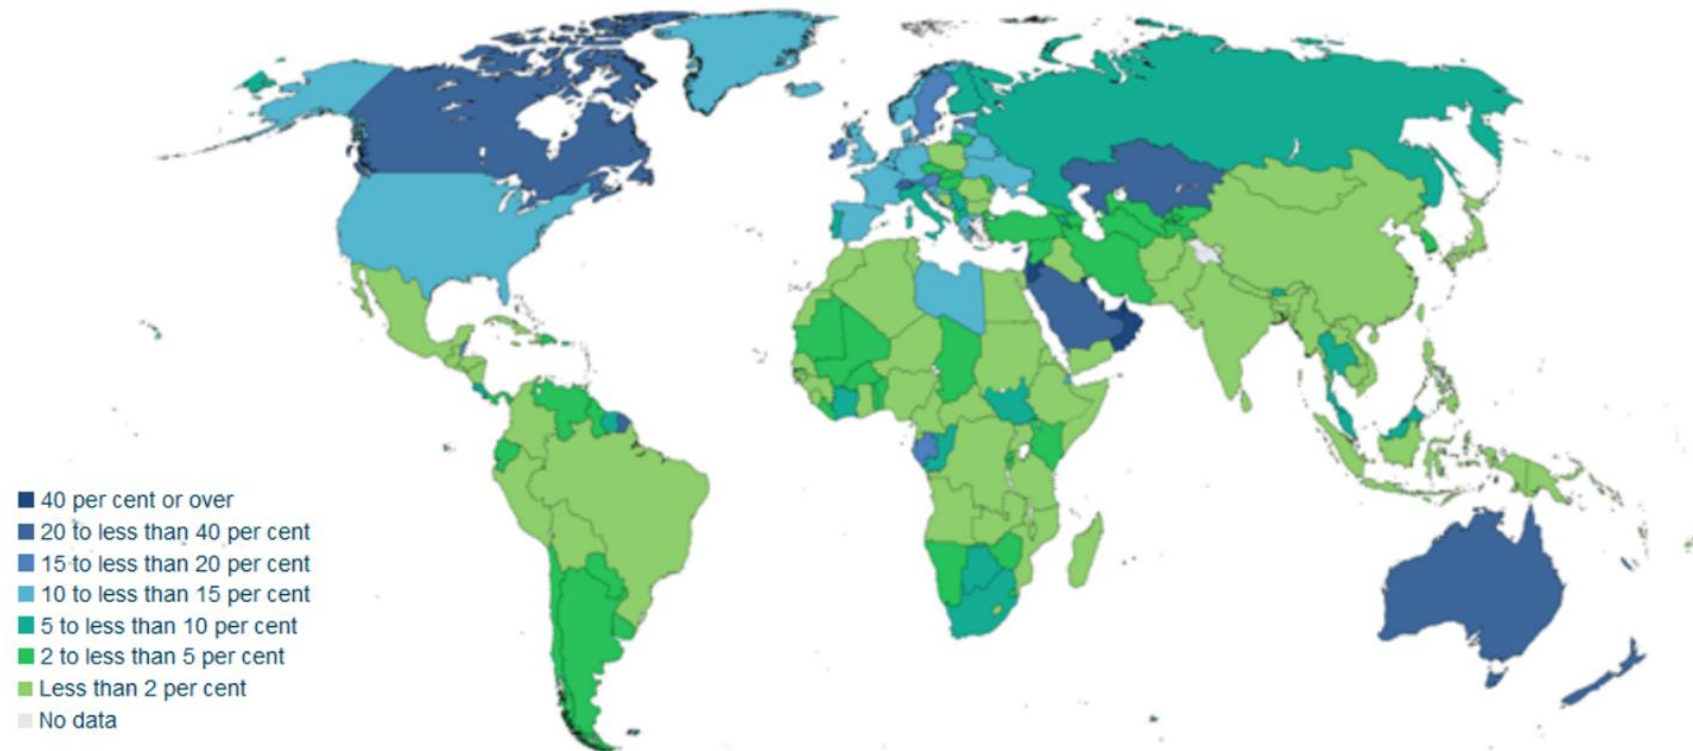 40 per cent or over
20 to less than 40 per cent
15 to less than 20 per cent
10 to less than 15 per cent
5 to less than 10 per cent
2 to less than 5 per cent
Less than 2 per cent
No data